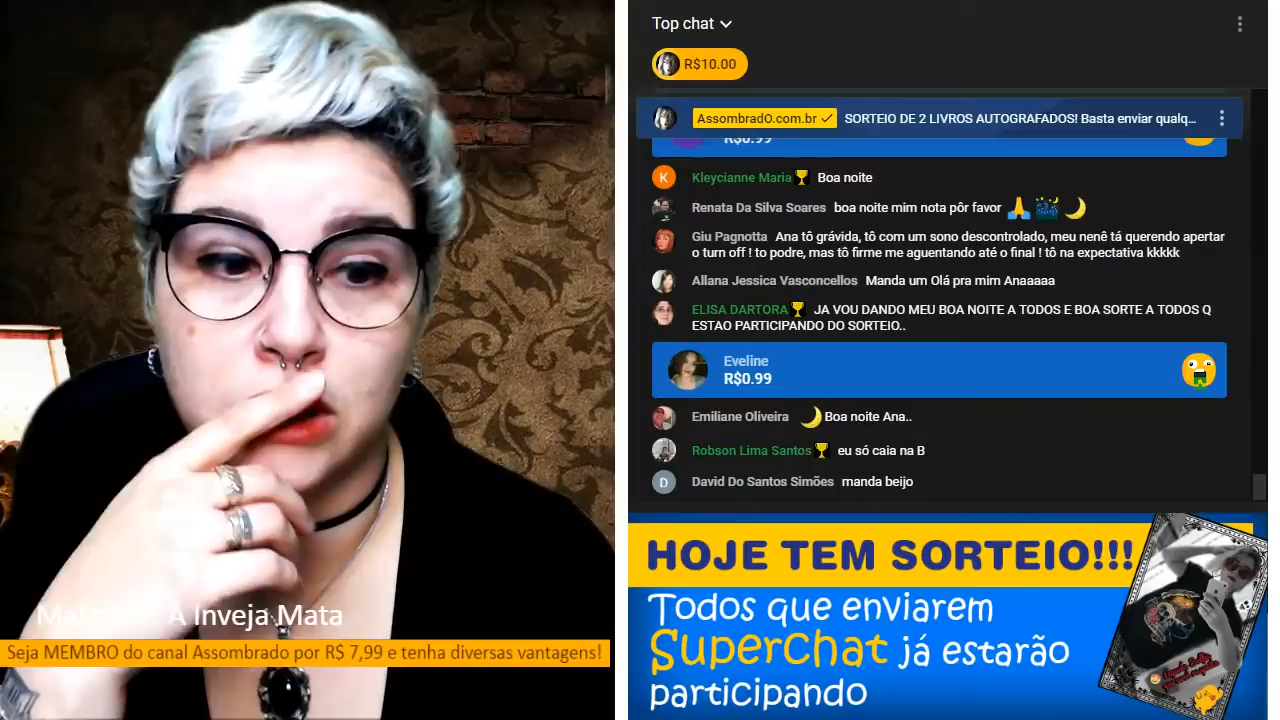 Top chat
R$10.00
AssombradO.com.br SORTEIO DE 2 LIVROS AUTOGRAFADOS! Basta enviar qualq...
R$0.99
Kleycianne Maria Boa noite
Renata Da Silva Soares boa noite mim nota pôr favor
Giu Pagnotta Ana tô grávida, tô com um sono descontrolado, meu nenê tá querendo apertar
o turn off ! to podre, mas tô firme me aguentando até o final ! tô na expectativa kkkkk
Allana Jessica Vasconcellos Manda um Olá pra mim Anaaaaa
ELISA DARTORA JA VOU DANDO MEU BOA NOITE A TODOS E BOA SORTE A TODOS Q
ESTAO PARTICIPANDO DO SORTEIO..
Eveline
R$0.99
Emiliane Oliveira Boa noite Ana..
Robson Lima Santos eu só caia na B
D David Do Santos Simões manda beijo
A Inveja Mata
Seja MEMBRO do canal Assombrado por R$ 7,99 e tenha diversas vantagens!
HOJE TEM SORTEIO!!!
Todos que enviarem
Superchat já estarão
participando